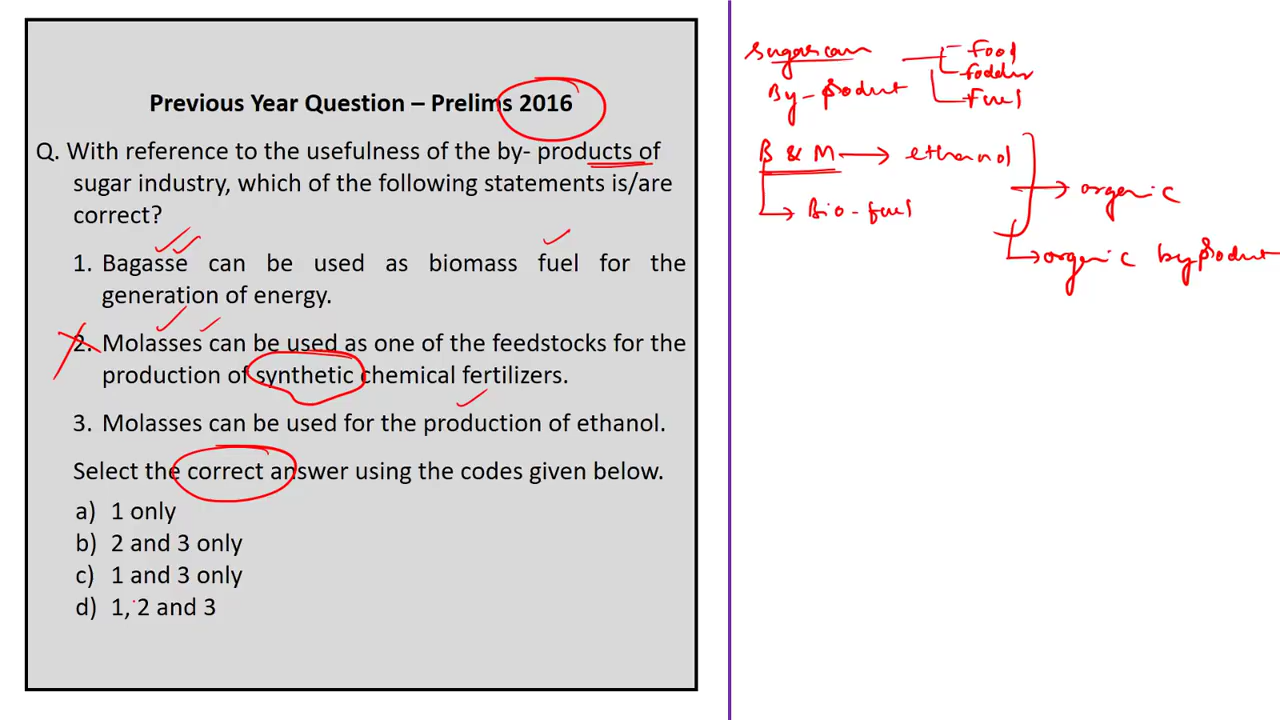 Previous Year Question – Prelims 2016
Q. With reference to the usefulness of the by- products of
sugar industry, which of the following statements is/are
correct?
1. Bagasse can be used as biomass fuel for the
generation of energy.
2. Molasses can be used as one of the feedstocks for the
production of synthetic chemical fertilizers.
3. Molasses can be used for the production of ethanol.
Select the correct answer using the codes given below.
a) 1 only
b) 2 and 3 only
c) 1 and 3 only
d) 1, 2 and 3
Sugarcan
By-Product
Food
fodder
Fuel
B & M → ethanol
Bio-fuel
organic
organic byproduct